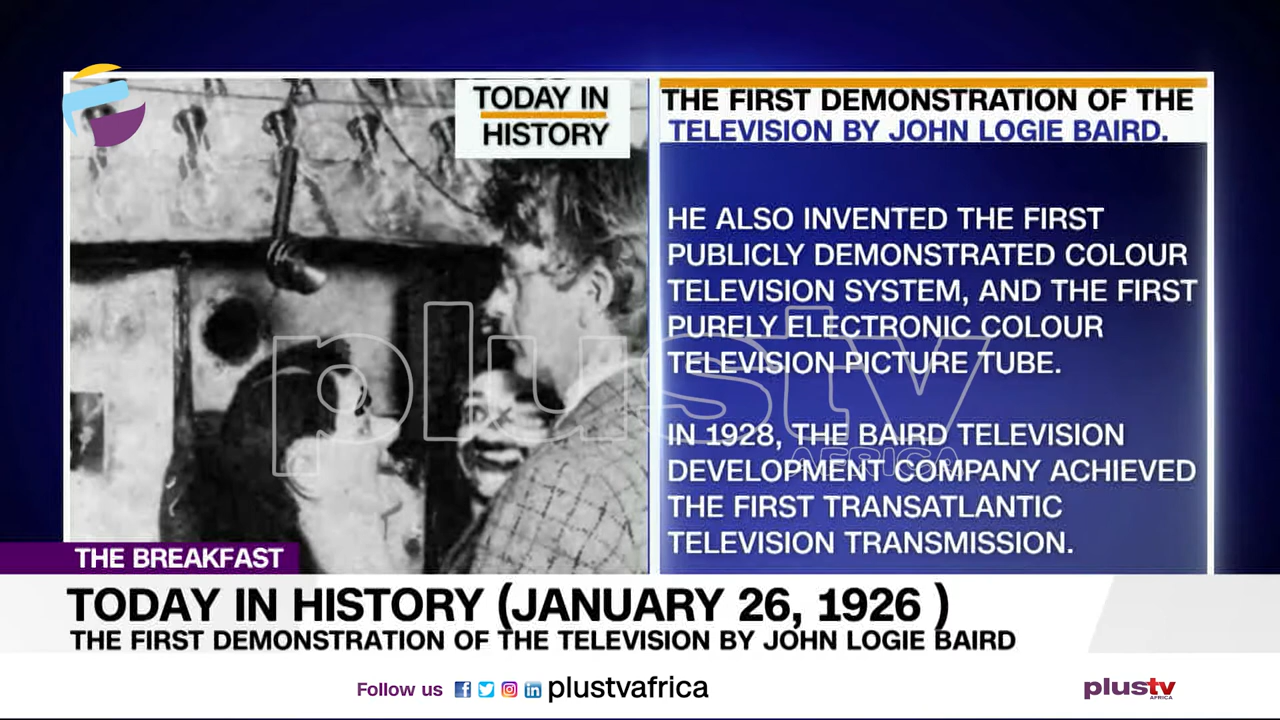 TODAY IN
HISTORY
THE FIRST DEMONSTRATION OF THE
TELEVISION BY JOHN LOGIE BAIRD.
HE ALSO INVENTED THE FIRST
PUBLICLY DEMONSTRATED COLOUR
TELEVISION SYSTEM, AND THE FIRST
PURELY ELECTRONIC COLOUR
TELEVISION PICTURE TUBE.
IN 1928, THE BAIRD TELEVISION
DEVELOPMENT COMPANY ACHIEVED
THE FIRST TRANSATLANTIC
TELEVISION TRANSMISSION.
plustv
AFRICA
THE BREAKFAST
TODAY IN HISTORY (JANUARY 26, 1926 )
THE FIRST DEMONSTRATION OF THE TELEVISION BY JOHN LOGIE BAIRD
Follow us plustvafrica
plustv
AFRICA